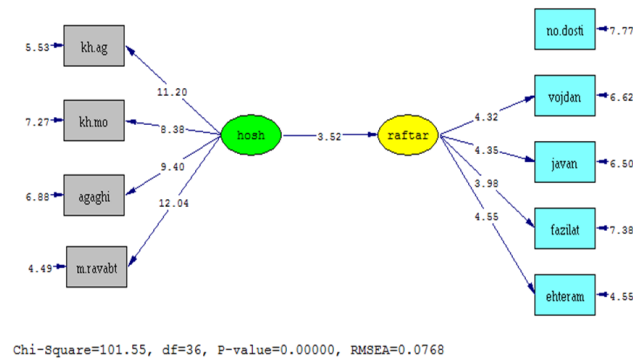 5.53 kh.ag
7.27 kh.mo
6.88 agaghi
4.49 m.ravabt
11.20
8.38
9.40
12.04
hosh 3.52 raftar
4.32
4.35
3.98
4.55
no.dosti 7.77
vojdan 6.62
javan 6.50
fazilat 7.38
ehteram 4.55
Chi-Square=101.55, df=36, P-value=0.00000, RMSEA=0.0768